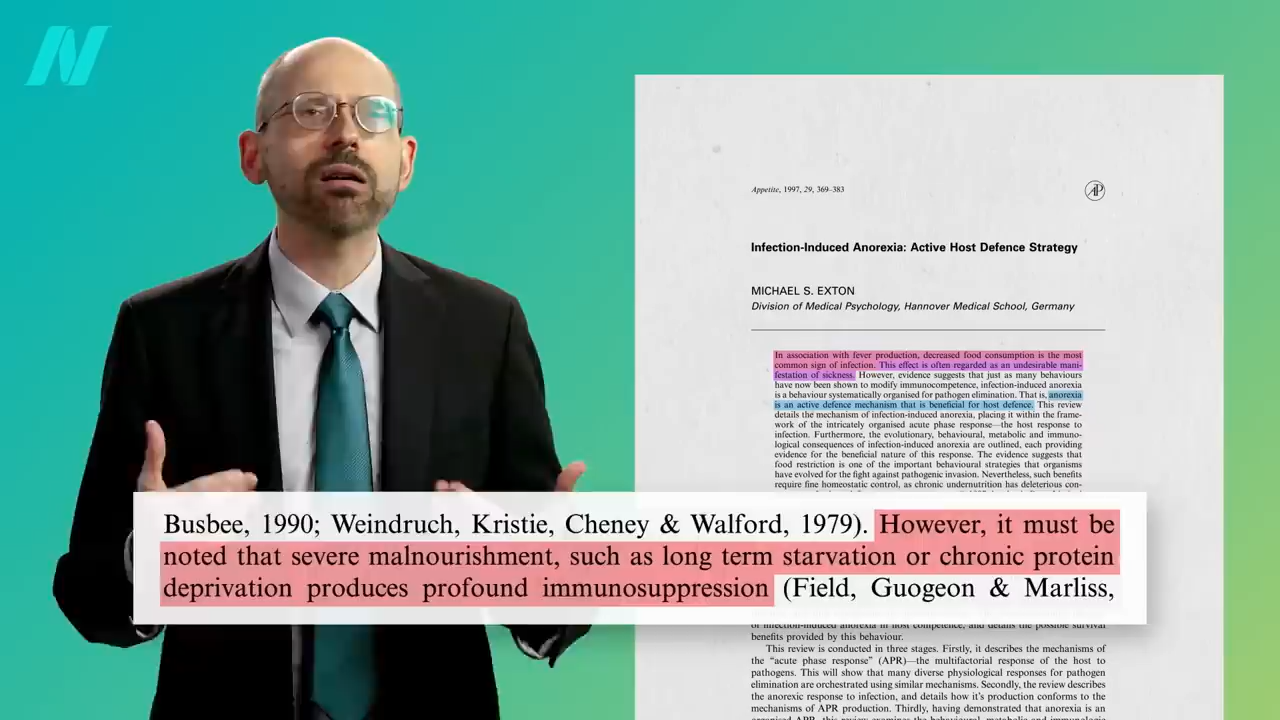 Appetite, 1997, 29, 369–383
AP
Infection-Induced Anorexia: Active Host Defence Strategy
MICHAEL S. EXTON
Division of Medical Psychology, Hannover Medical School, Germany
In association with fever production, decreased food consumption is the most
common sign of infection. This effect is often regarded as an undesirable mani-
festation of sickness. However, evidence suggests that just as many behaviours
have now been shown to modify immunocompetence, infection-induced anorexia
is a behaviour systematically organised for pathogen elimination. That is, anorexia
is an active defence mechanism that is beneficial for host defence. This review
details the mechanism of infection-induced anorexia, placing it within the frame-
work of the intricately organised acute phase response—the host response to
infection. Furthermore, the evolutionary, behavioural, metabolic and immuno-
logical consequences of infection-induced anorexia are outlined, each providing
evidence for the beneficial nature of this response. The evidence suggests that
food restriction is one of the important behavioural strategies that organisms
have evolved for the fight against pathogenic invasion. Nevertheless, such benefits
require fine homeostatic control, as chronic undernutrition has deleterious con-
Busbee, 1990; Weindruch, Kristie, Cheney & Walford, 1979). However, it must be
noted that severe malnourishment, such as long term starvation or chronic protein
deprivation produces profound immunosuppression (Field, Guogeon & Marliss,
of infection-induced anorexia in host competence, and details the possible survival
benefits provided by this behaviour.
This review is conducted in three stages. Firstly, it describes the mechanisms of
the “acute phase response” (APR)—the multifactorial response of the host to
pathogens. This will show that many diverse physiological responses for pathogen
elimination are orchestrated using similar mechanisms. Secondly, the review describes
the anorexic response to infection, and details how it's production conforms to the
mechanisms of APR production. Thirdly, having demonstrated that anorexia is an